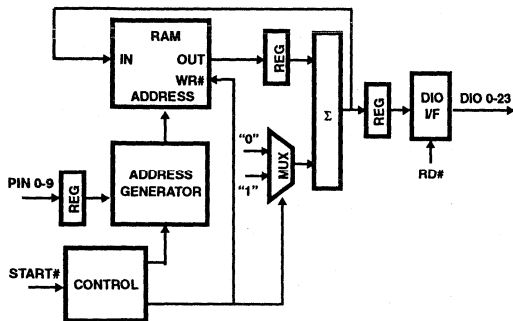 RAM
IN
OUT
WR#
ADDRESS
REG
Σ
REG
DIO
I/F
DIO 0-23
RD#
"0"
"1"
MUX
PIN 0-9
REG
ADDRESS
GENERATOR
START#
CONTROL